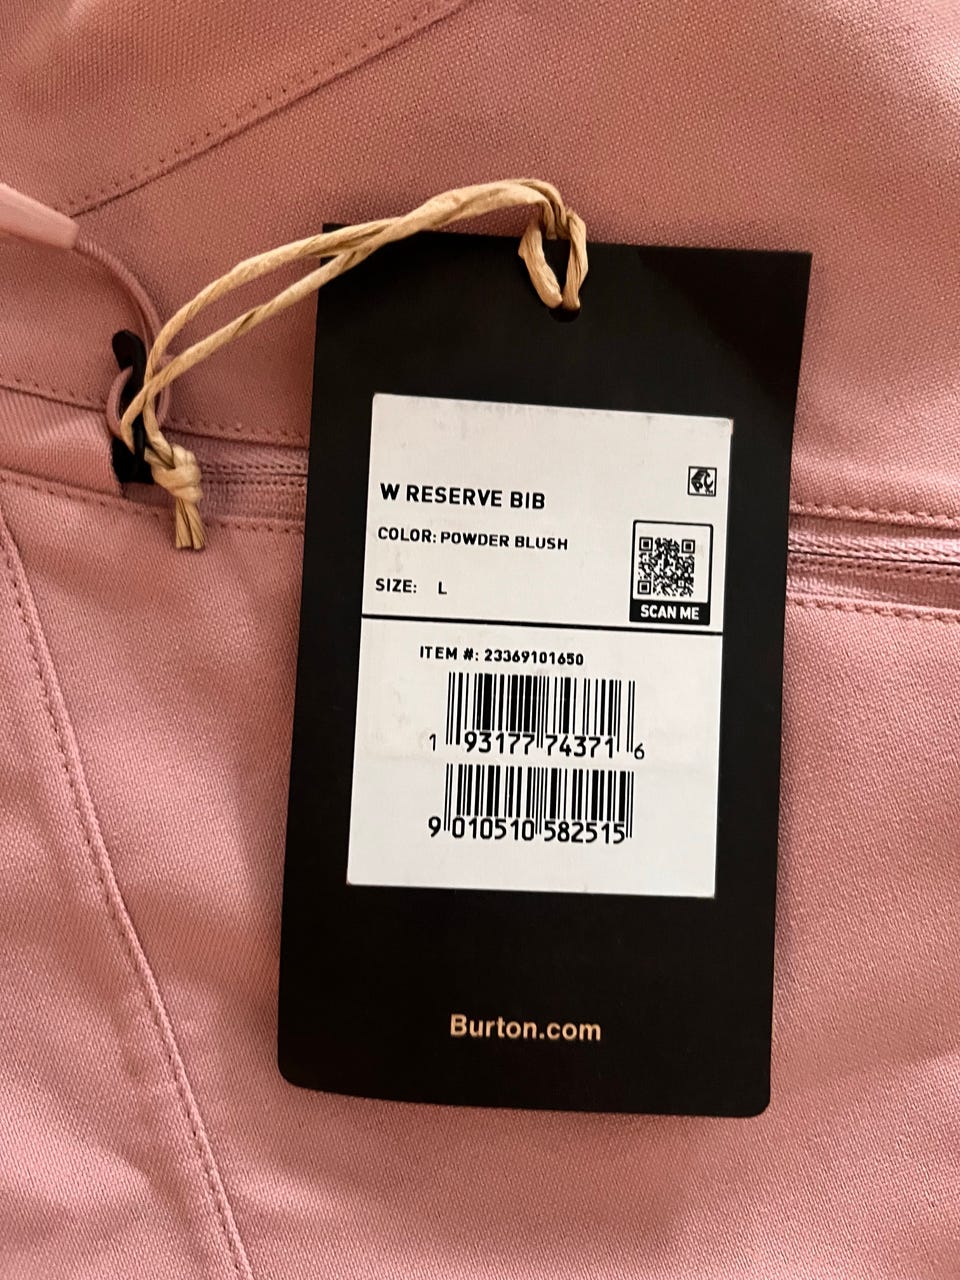 W RESERVE BIB
COLOR: POWDER BLUSH
SIZE: L
SCAN ME
ITEM #: 23369101650
1 93177 74371 6
9 010510 582515
Burton.com